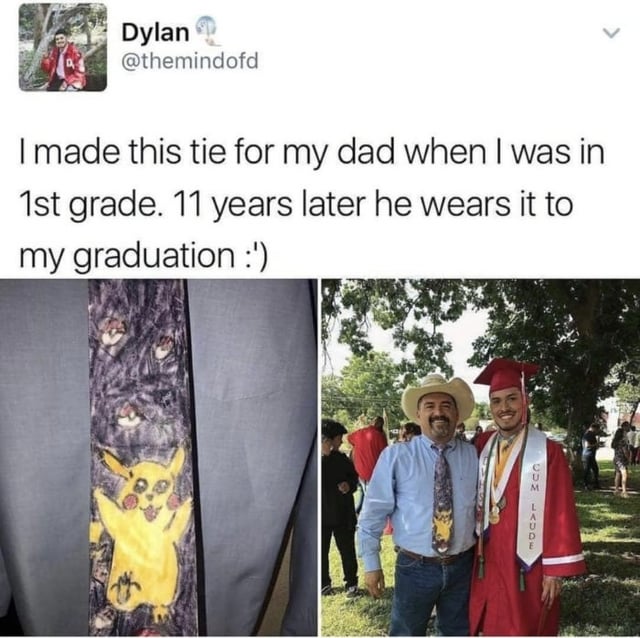 Dylan
@themindofd
I made this tie for my dad when I was in
1st grade. 11 years later he wears it to
my graduation :')
CUM LAUDE